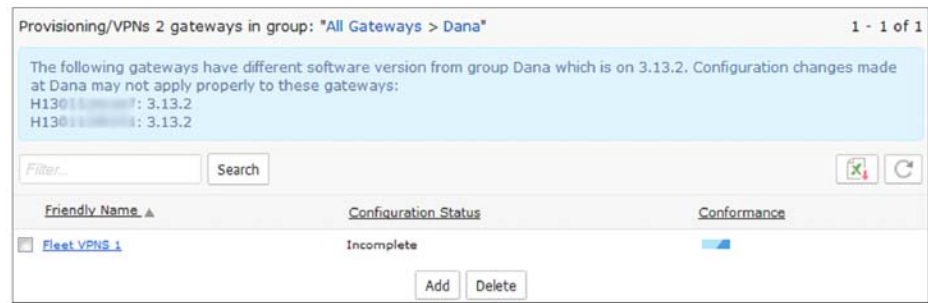 Provisioning/VPNs 2 gateways in group: "All Gateways > Dana" 1 - 1 of 1
The following gateways have different software version from group Dana which is on 3.13.2. Configuration changes made
at Dana may not apply properly to these gateways:
: 3.13.2
: 3.13.2
Filter... Search
Friendly Name Configuration Status Conformance
Fleet VPNS 1 Incomplete
Add Delete